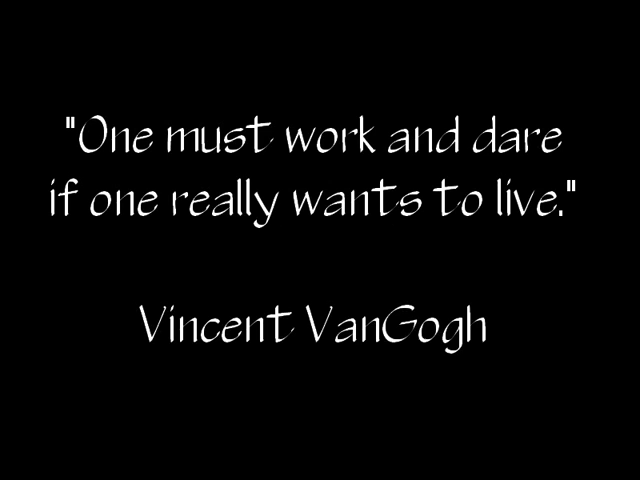 "One must work and dare
if one really wants to live."
Vincent VanGogh